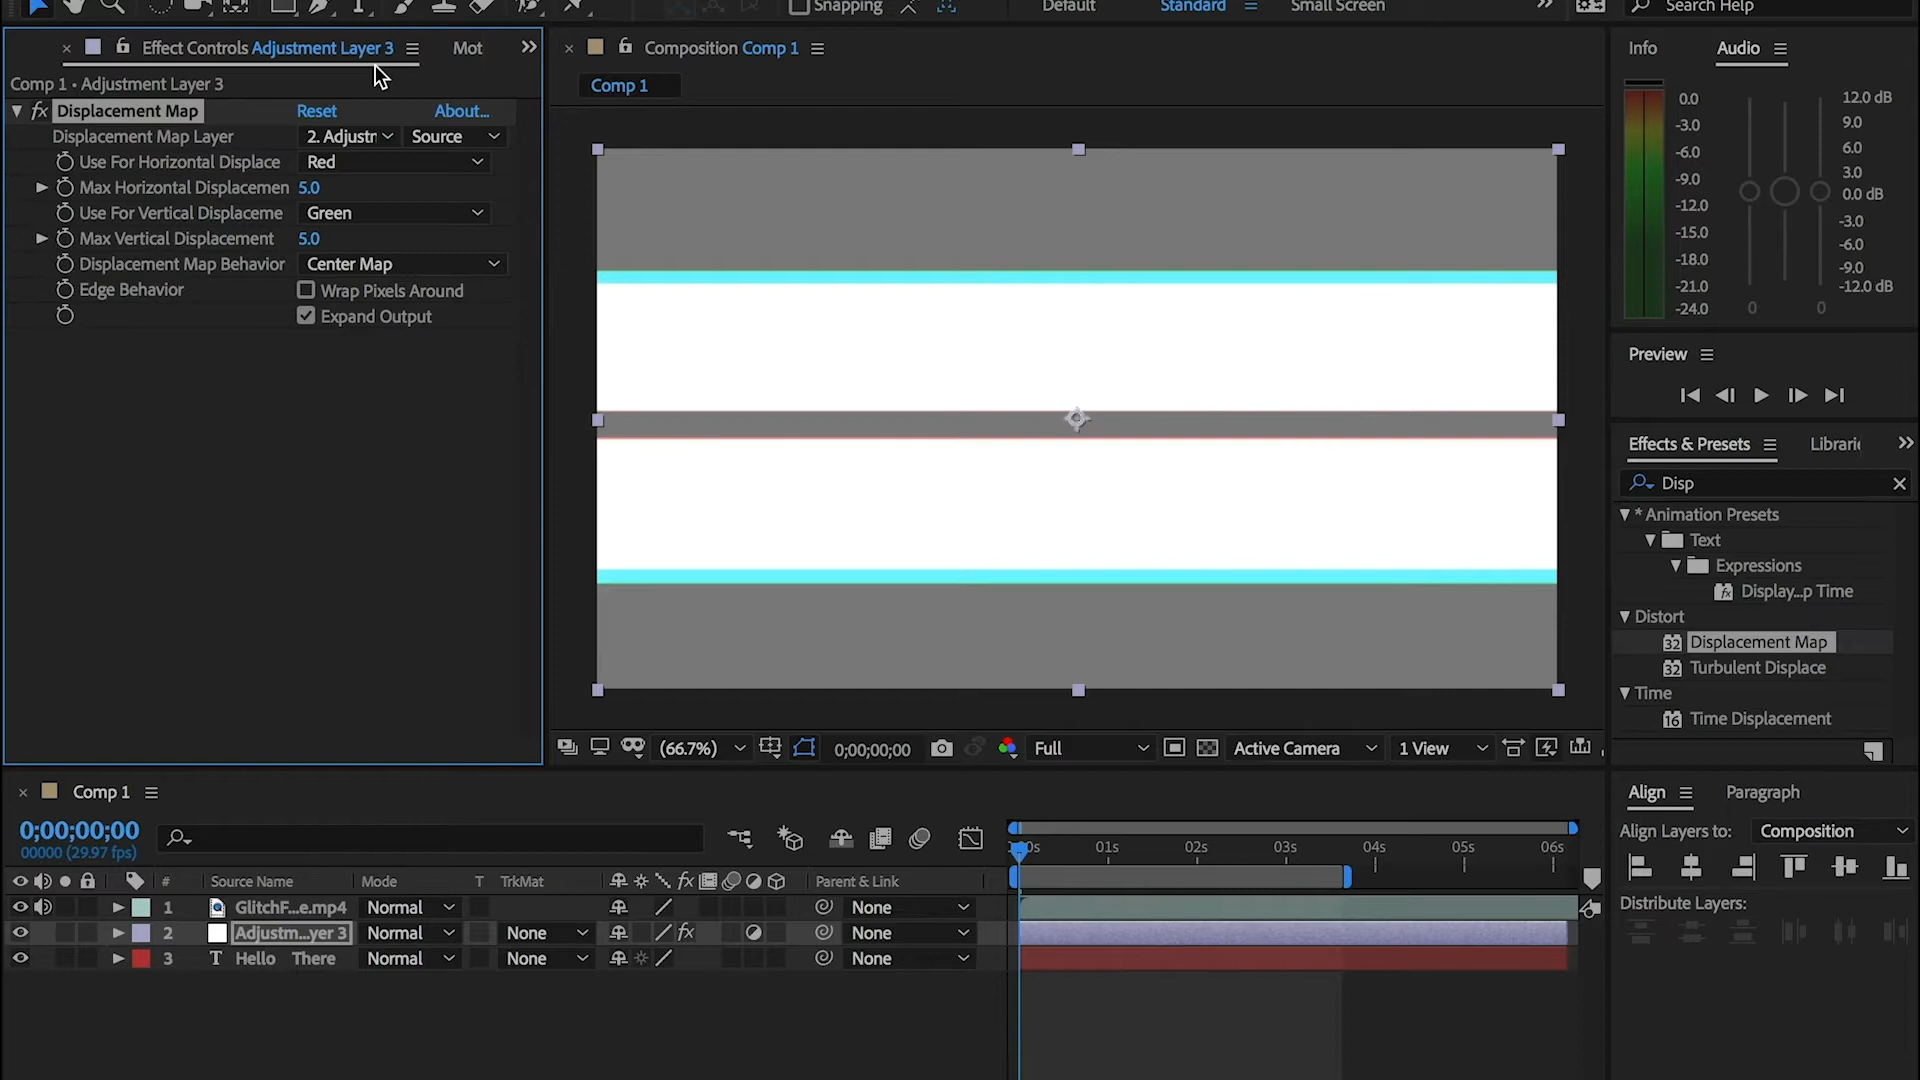 Snapping
Default
Standard
Small Screen
Search Help
Effect Controls Adjustment Layer 3
Mot
Composition Comp 1
Info
Audio
Comp 1 • Adjustment Layer 3
Comp 1
fx Displacement Map
Reset
About...
Displacement Map Layer
2. Adjustr
Source
Use For Horizontal Displace
Red
Max Horizontal Displacemen
5.0
Use For Vertical Displaceme
Green
Max Vertical Displacement
5.0
Displacement Map Behavior
Center Map
Edge Behavior
Wrap Pixels Around
Expand Output
0.0
-3.0
-6.0
-9.0
-12.0
-15.0
-18.0
-21.0
-24.0
12.0 dB
9.0
6.0
3.0
0.0 dB
-3.0
-6.0
-9.0
-12.0 dB
0
0
Preview
Effects & Presets
Librari
Disp
* Animation Presets
Text
Expressions
Display...p Time
Distort
32 Displacement Map
32 Turbulent Displace
Time
16 Time Displacement
(66.7%)
0;00;00;00
Full
Active Camera
1 View
Comp 1
0;00;00;00
00000 (29.97 fps)
:00s
01s
02s
03s
04s
05s
06s
# Source Name
Mode
T TrkMat
fx
Parent & Link
1 GlitchF...e.mp4 Normal None
2 Adjustm...yer 3 Normal None fx None
3 T Hello There Normal None None
Align
Paragraph
Align Layers to:
Composition
Distribute Layers: